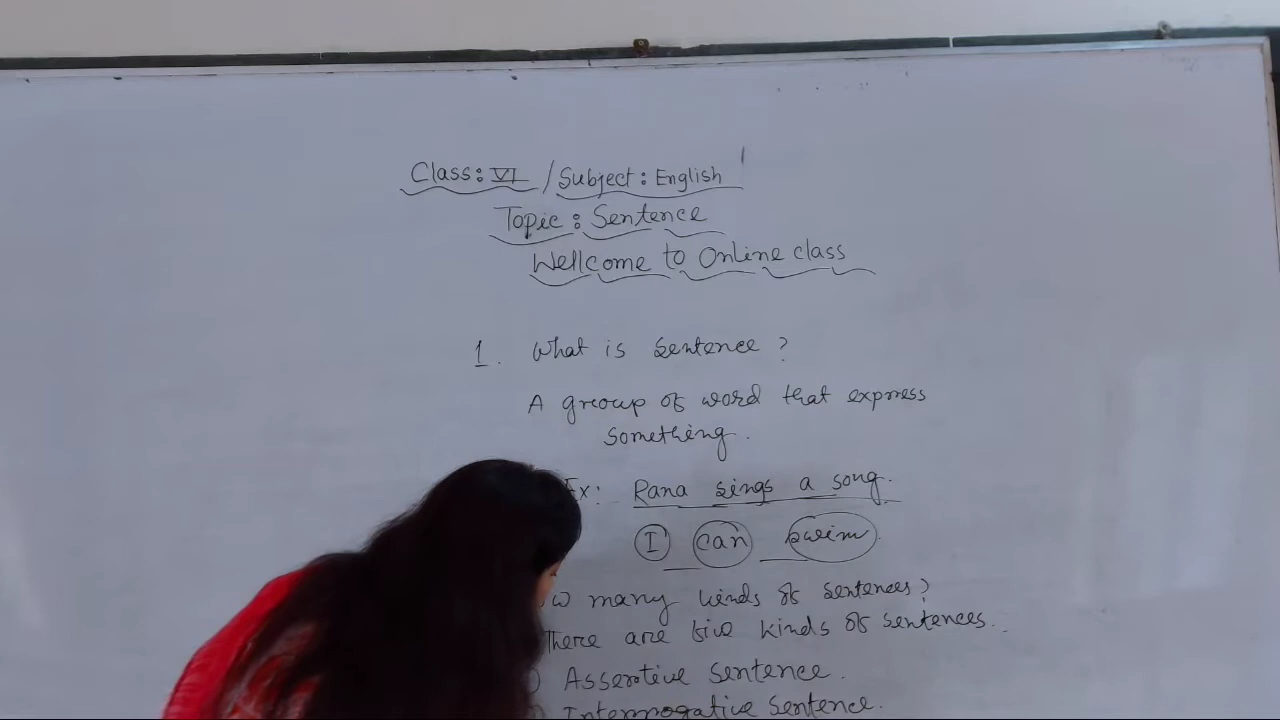 Class: VI / Subject: English
Topic: Sentence
Wellcome to Online class
1. What is sentence?
A group of word that express
something.
Ex: Rana sings a song.
I can swim
many kinds of sentences?
There are five kinds of sentences.
Assertive Sentence.
Interrogative Sentence.